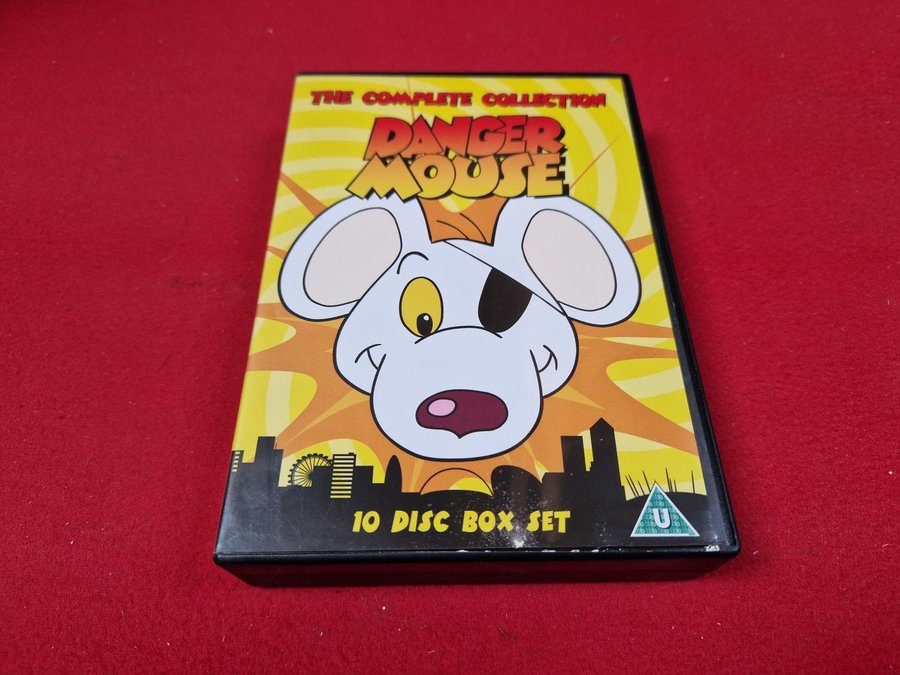 THE COMPLETE COLLECTION
DANGER
MOUSE
10 DISC BOX SET
U